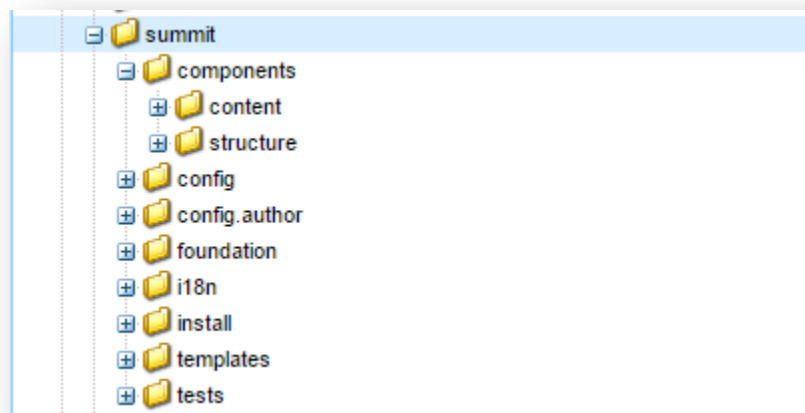 summit
components
content
structure
config
config.author
foundation
i18n
install
templates
tests